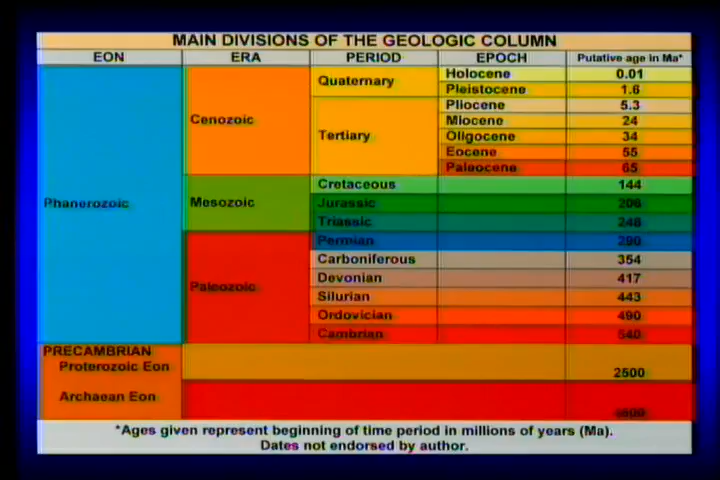 MAIN DIVISIONS OF THE GEOLOGIC COLUMN
EON ERA PERIOD EPOCH Putative age in Ma*
Phanerozoic Cenozoic Quaternary Holocene 0.01
Pleistocene 1.6
Tertiary Pliocene 5.3
Miocene 24
Oligocene 34
Eocene 55
Paleocene 65
Mesozoic Cretaceous 144
Jurassic 206
Triassic 248
Paleozoic Permian 290
Carboniferous 354
Devonian 417
Silurian 443
Ordovician 490
Cambrian 540
PRECAMBRIAN
Proterozoic Eon 2500
Archaean Eon
*Ages given represent beginning of time period in millions of years (Ma).
Dates not endorsed by author.